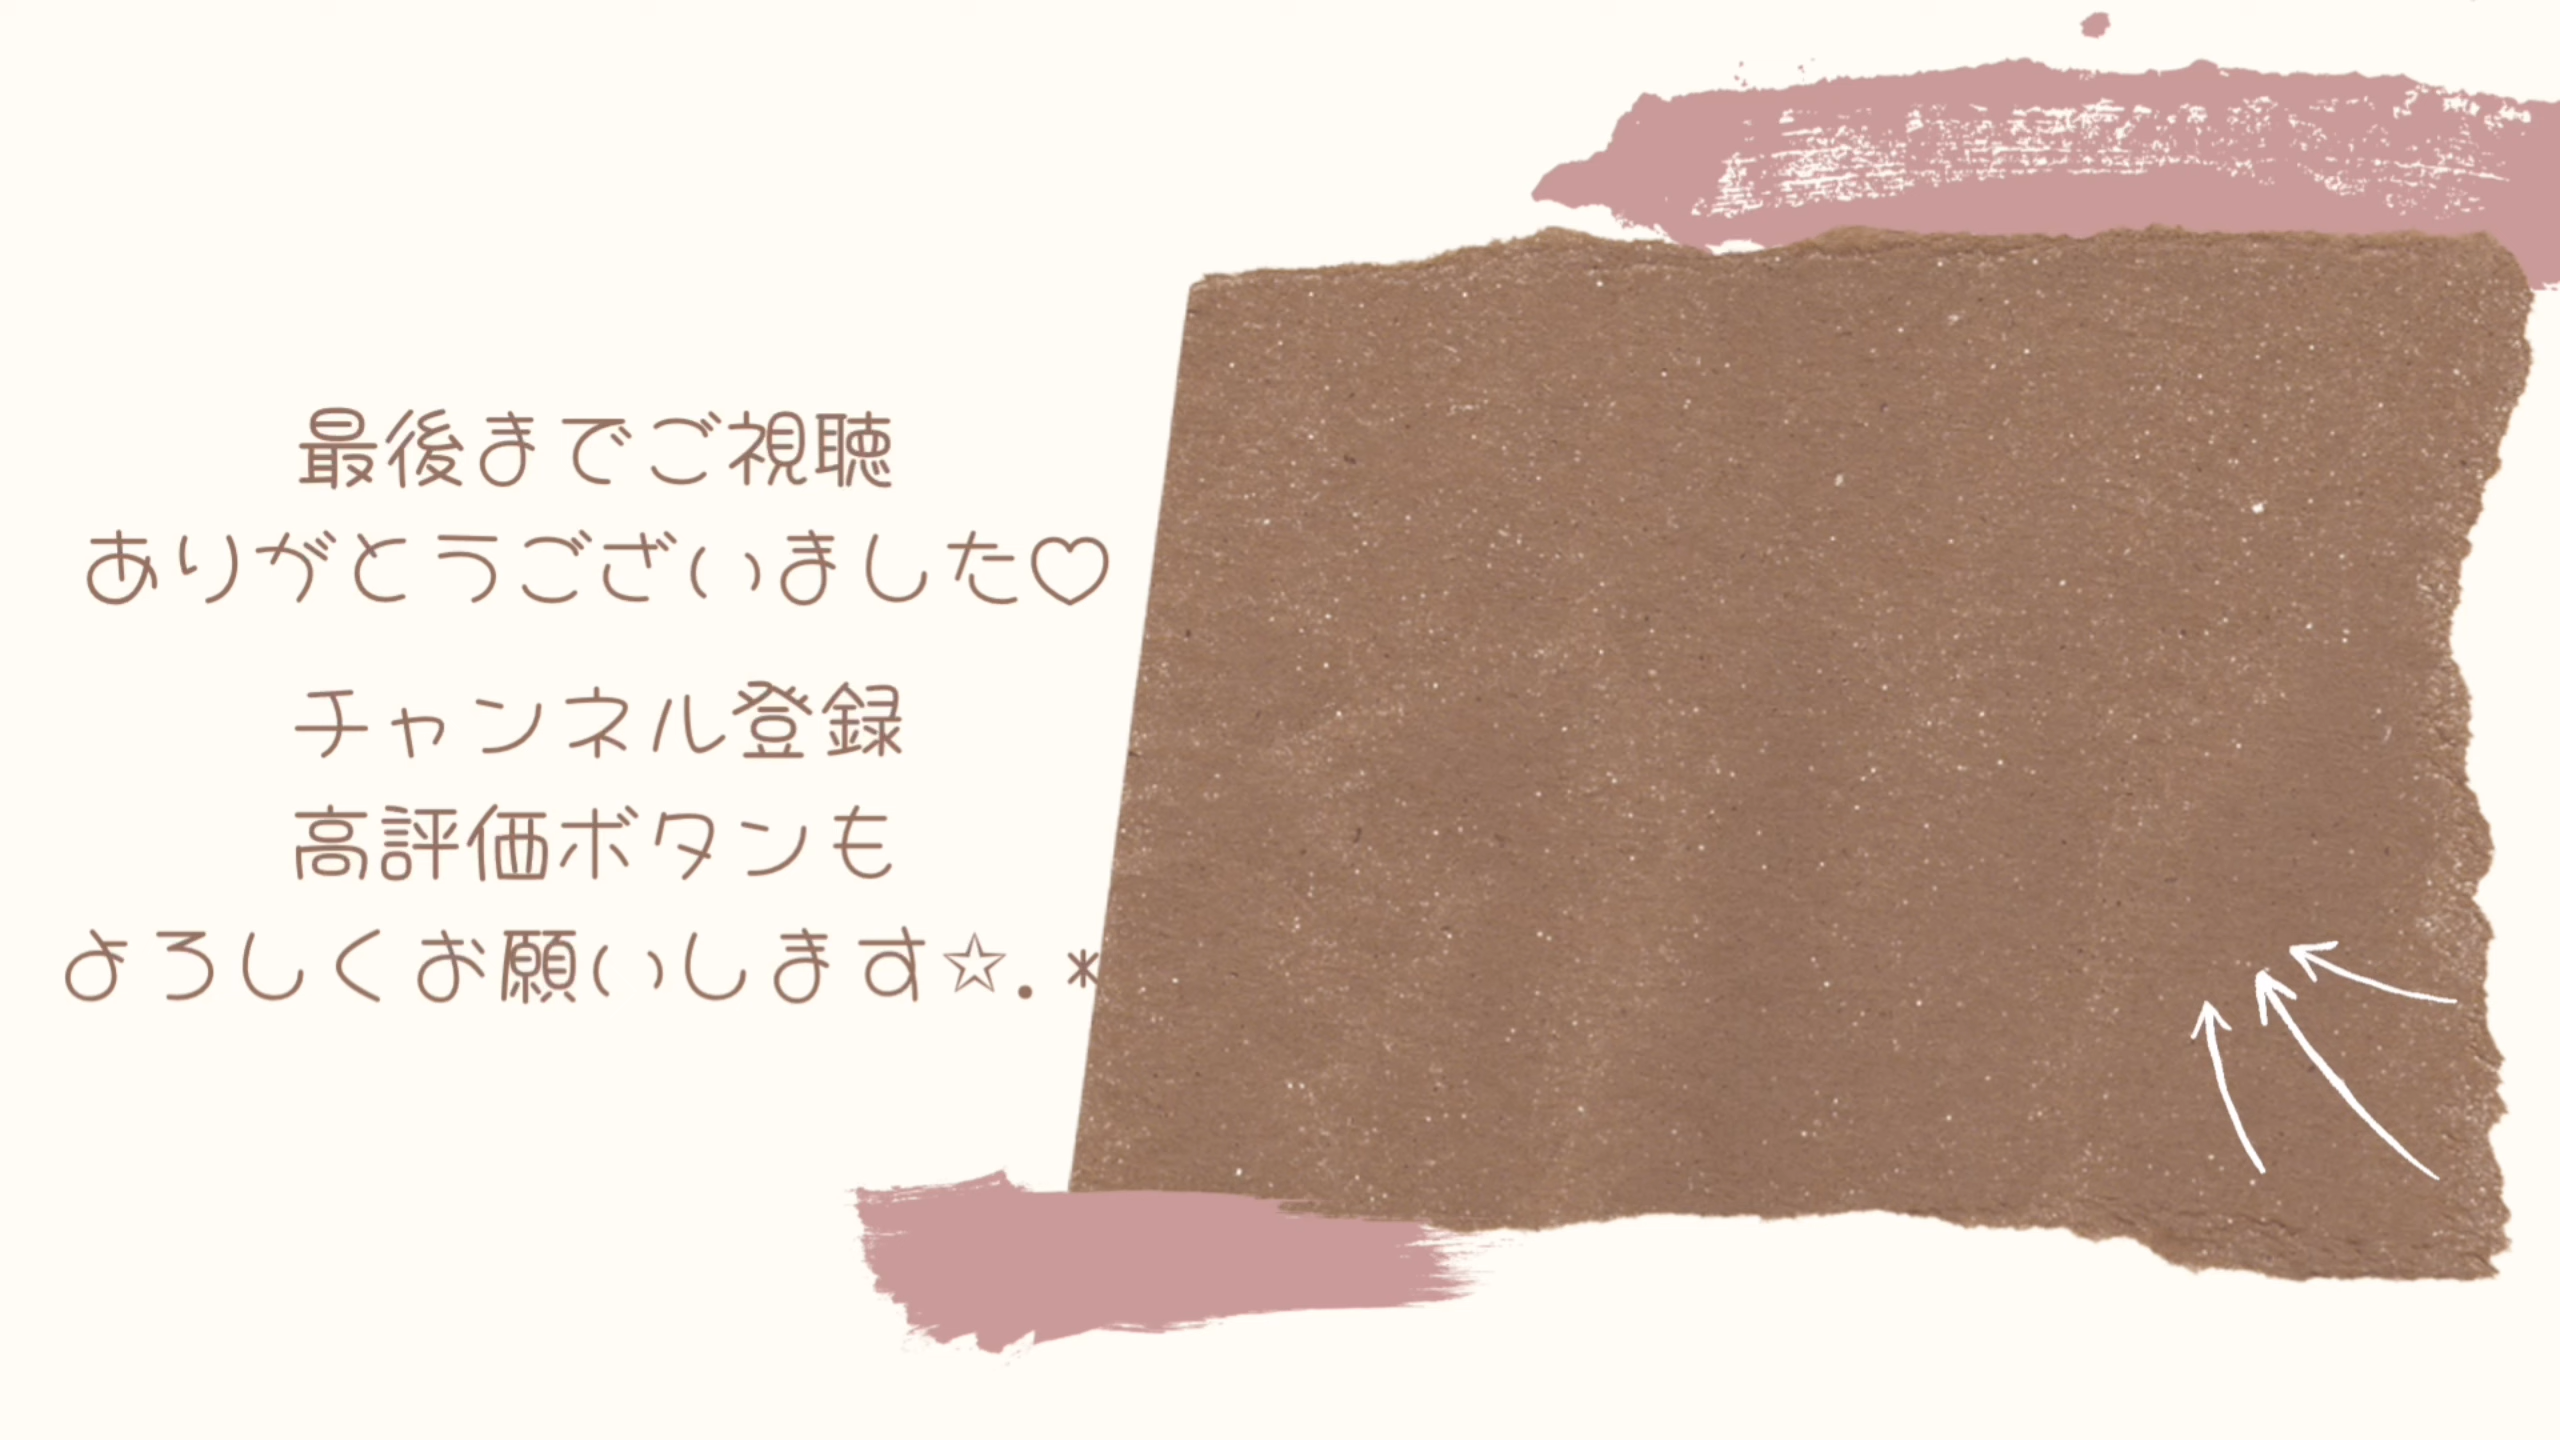 最後までご視聴
ありがとうございました♡
チャンネル登録
高評価ボタンも
よろしくお願いします☆.*